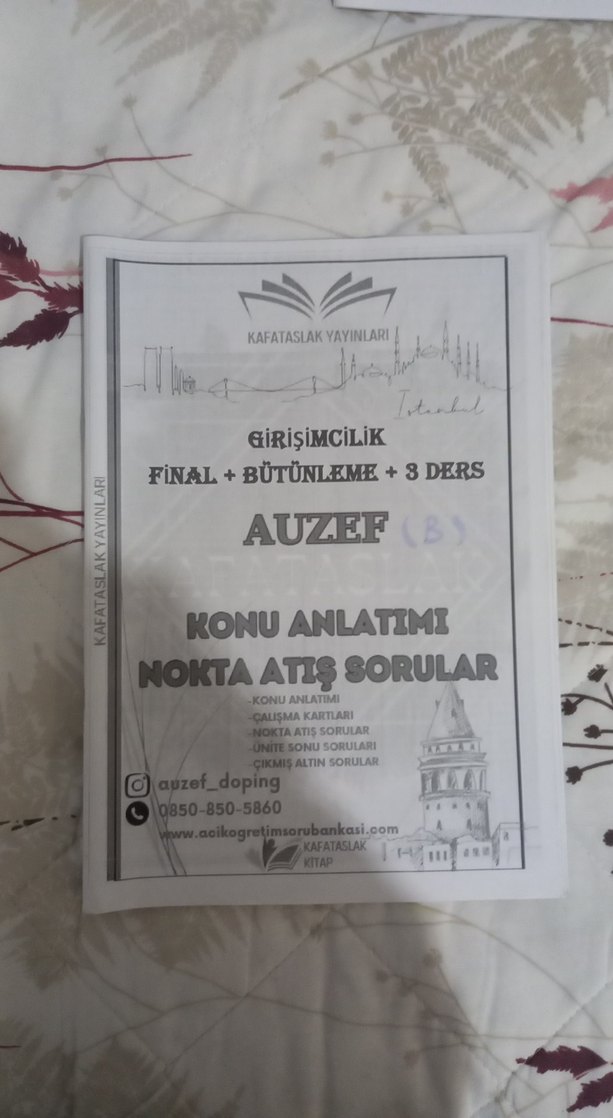 KAFATASLAK YAYINLARI
İstanbul
GİRİŞİMCİLİK
FİNAL + BÜTÜNLEME + 3 DERS
AUZEF (B)
KAFATASLAK YAYINLARI
KAFATASLAK
KONU ANLATIMI
NOKTA ATIŞ SORULAR
-KONU ANLATIMI
-ÇALIŞMA KARTLARI
-NOKTA ATIŞ SORULAR
-ÜNİTE SONU SORULARI
-ÇIKMIŞ ALTIN SORULAR
auzef_doping
0850-850-5860
www.acikogretimsorubankasi.com
KAFATASLAK
KİTAP